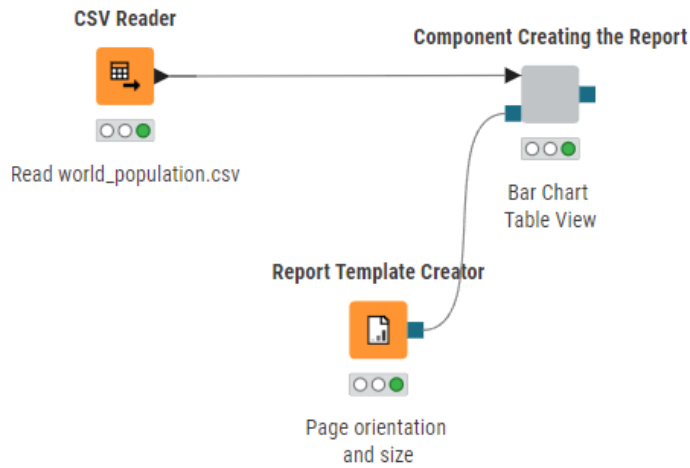 CSV Reader
Read world_population.csv
Component Creating the Report
Bar Chart
Table View
Report Template Creator
Page orientation
and size